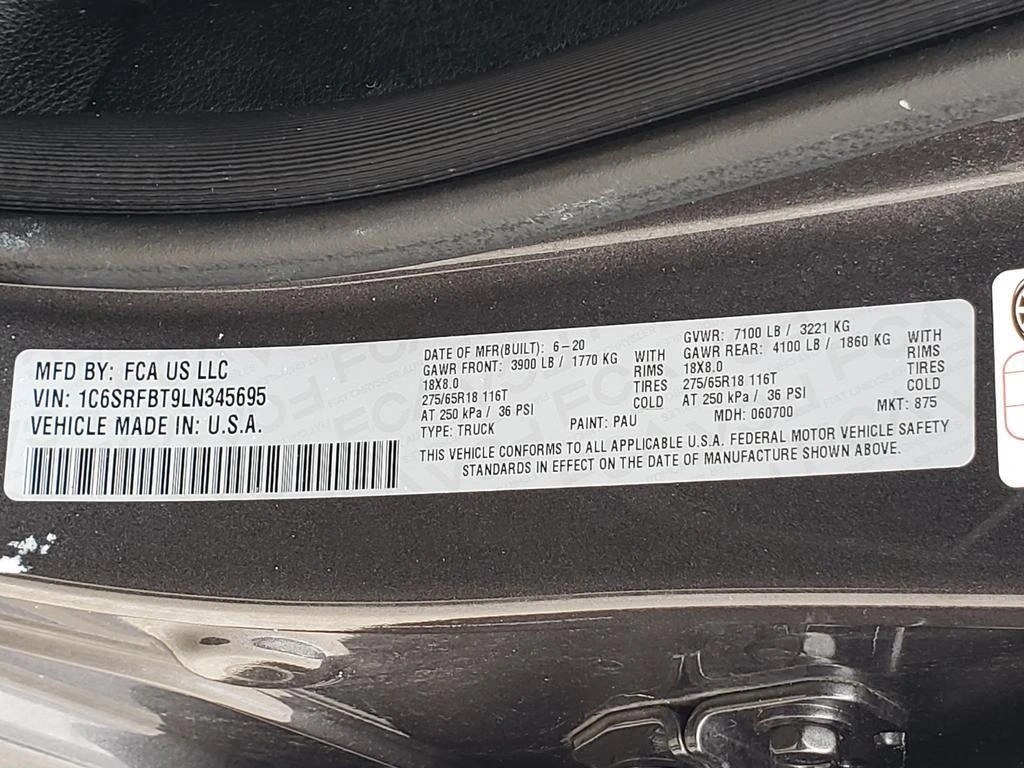 MFD BY: FCA US LLC
VIN: 1C6SRFBT9LN345695
VEHICLE MADE IN: U.S.A.
DATE OF MFR(BUILT): 6-20
GAWR FRONT: 3900 LB / 1770 KG WITH
18X8.0 RIMS
275/65R18 116T TIRES
AT 250 kPa / 36 PSI COLD
TYPE: TRUCK PAINT: PAU
GVWR: 7100 LB / 3221 KG
GAWR REAR: 4100 LB / 1860 KG WITH
18X8.0 RIMS
275/65R18 116T TIRES
AT 250 kPa / 36 PSI COLD
MDH: 060700 MKT: 875
THIS VEHICLE CONFORMS TO ALL APPLICABLE U.S.A. FEDERAL MOTOR VEHICLE SAFETY
STANDARDS IN EFFECT ON THE DATE OF MANUFACTURE SHOWN ABOVE.